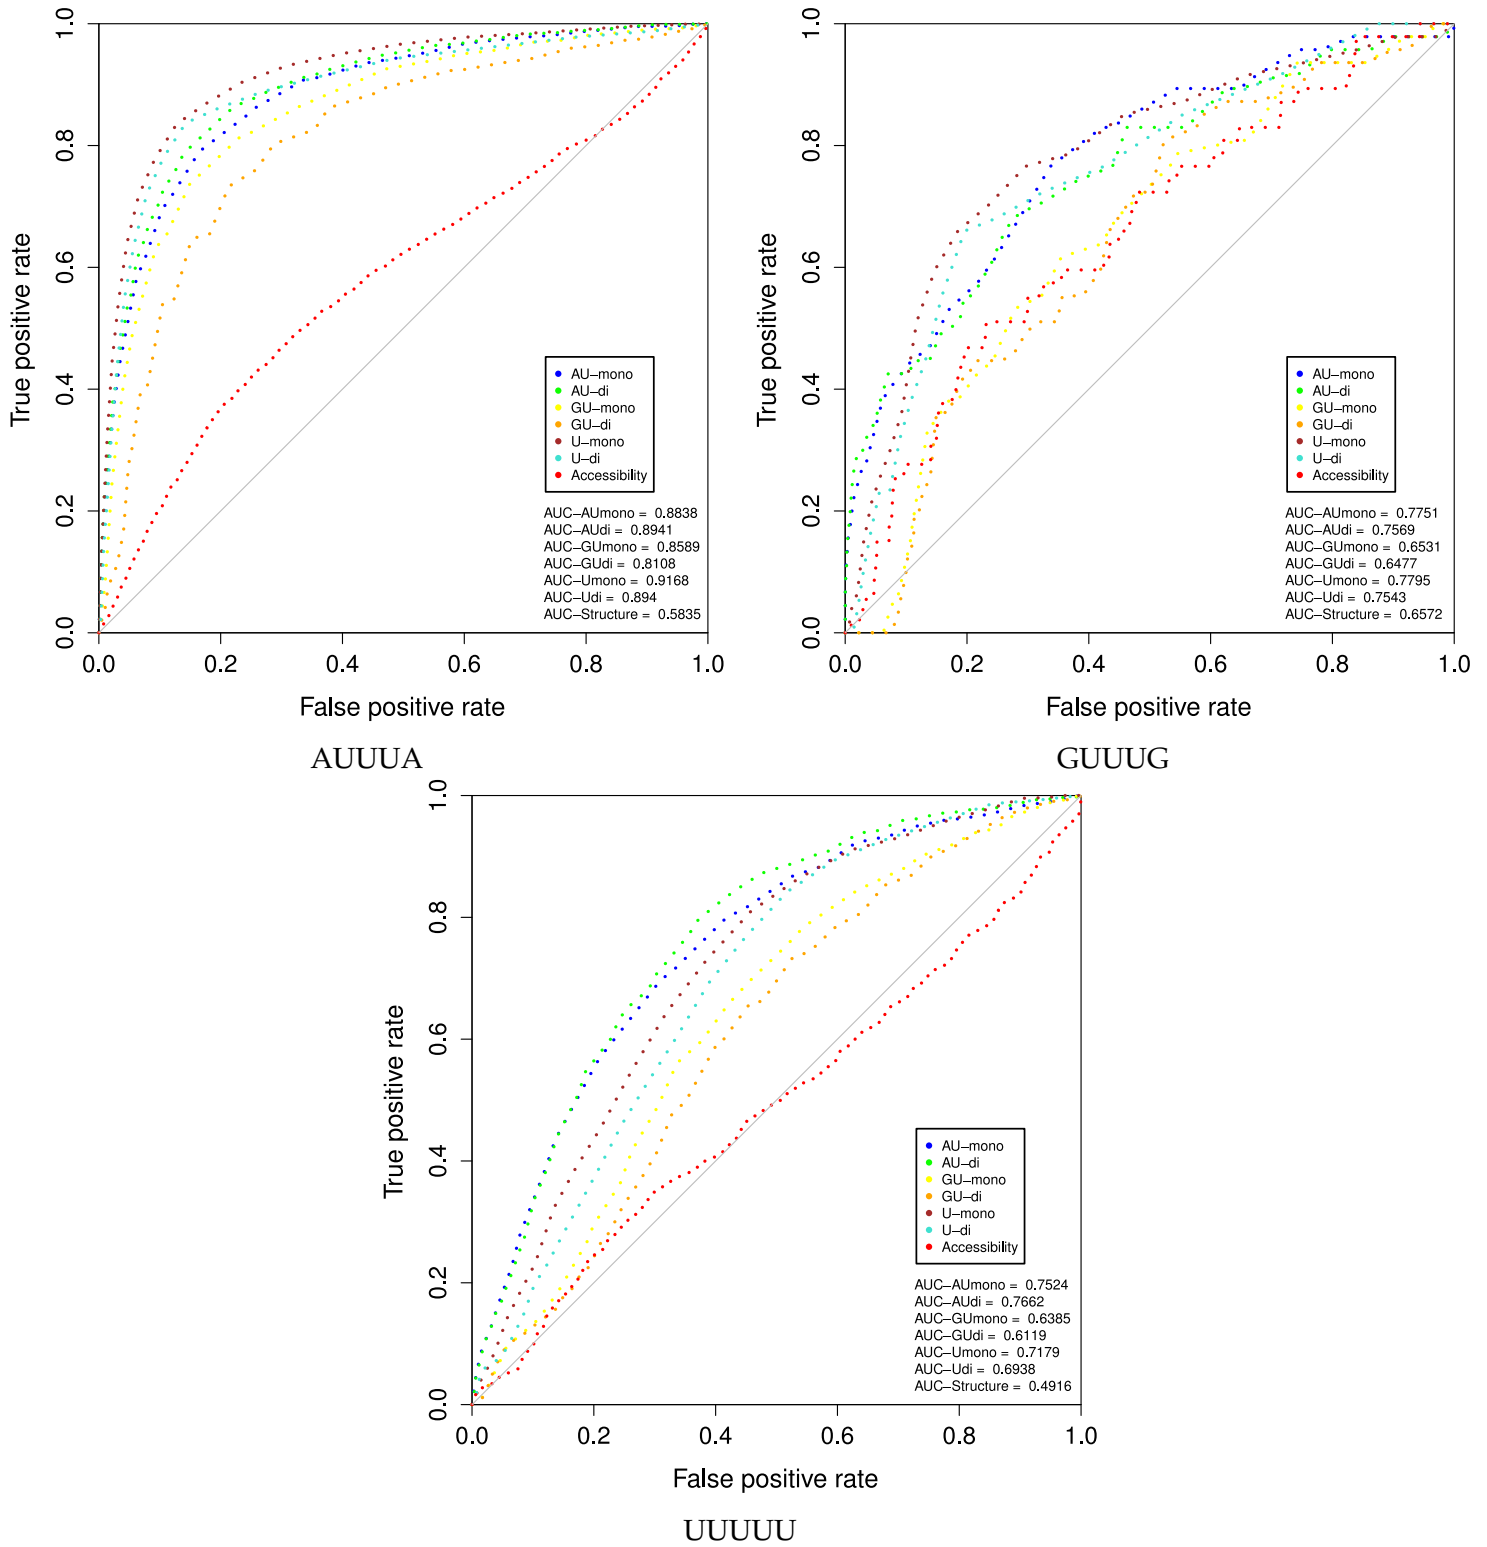 True positive rate
1.0
0.8
0.6
0.4
0.2
0.0
AU−mono
AU−di
GU−mono
GU−di
U−mono
U−di
Accessibility
AUC−AUmono = 0.8838
AUC−AUdi = 0.8941
AUC−GUmono = 0.8589
AUC−GUdi = 0.8108
AUC−Umono = 0.9168
AUC−Udi = 0.894
AUC−Structure = 0.5835
0.0 0.2 0.4 0.6 0.8 1.0
False positive rate
AUUUA
True positive rate
1.0
0.8
0.6
0.4
0.2
0.0
AU−mono
AU−di
GU−mono
GU−di
U−mono
U−di
Accessibility
AUC−AUmono = 0.7751
AUC−AUdi = 0.7569
AUC−GUmono = 0.6531
AUC−GUdi = 0.6477
AUC−Umono = 0.7795
AUC−Udi = 0.7543
AUC−Structure = 0.6572
0.0 0.2 0.4 0.6 0.8 1.0
False positive rate
GUUUG
True positive rate
1.0
0.8
0.6
0.4
0.2
0.0
AU−mono
AU−di
GU−mono
GU−di
U−mono
U−di
Accessibility
AUC−AUmono = 0.7524
AUC−AUdi = 0.7662
AUC−GUmono = 0.6385
AUC−GUdi = 0.6119
AUC−Umono = 0.7179
AUC−Udi = 0.6938
AUC−Structure = 0.4916
0.0 0.2 0.4 0.6 0.8 1.0
False positive rate
UUUUU